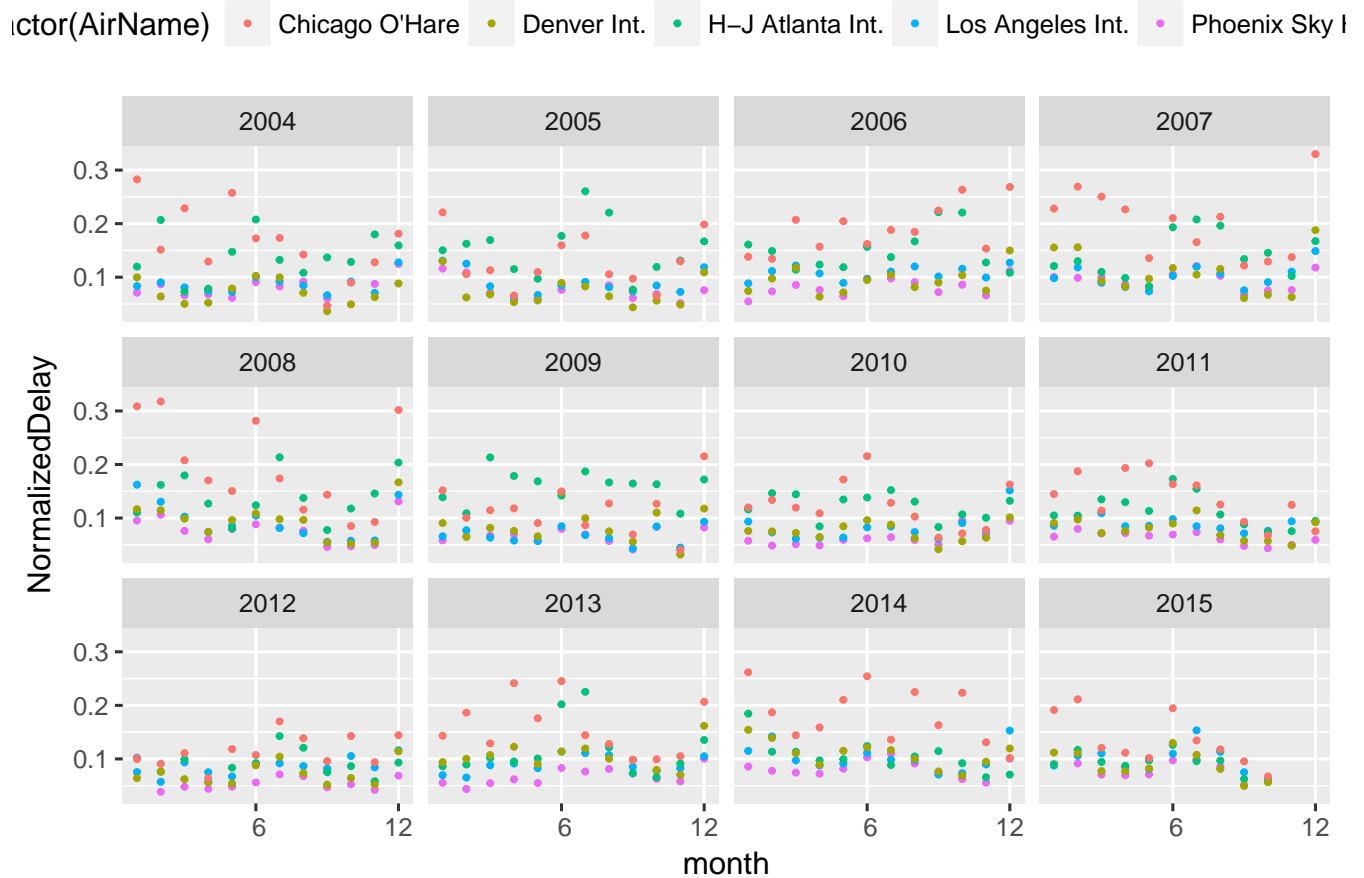 actor(AirName) Chicago O'Hare Denver Int. H−J Atlanta Int. Los Angeles Int. Phoenix Sky H
2004 2005 2006 2007
0.3
0.2
0.1
2008 2009 2010 2011
0.3
0.2
0.1
2012 2013 2014 2015
0.3
0.2
0.1
6 12 6 12 6 12 6 12
NormalizedDelay
month